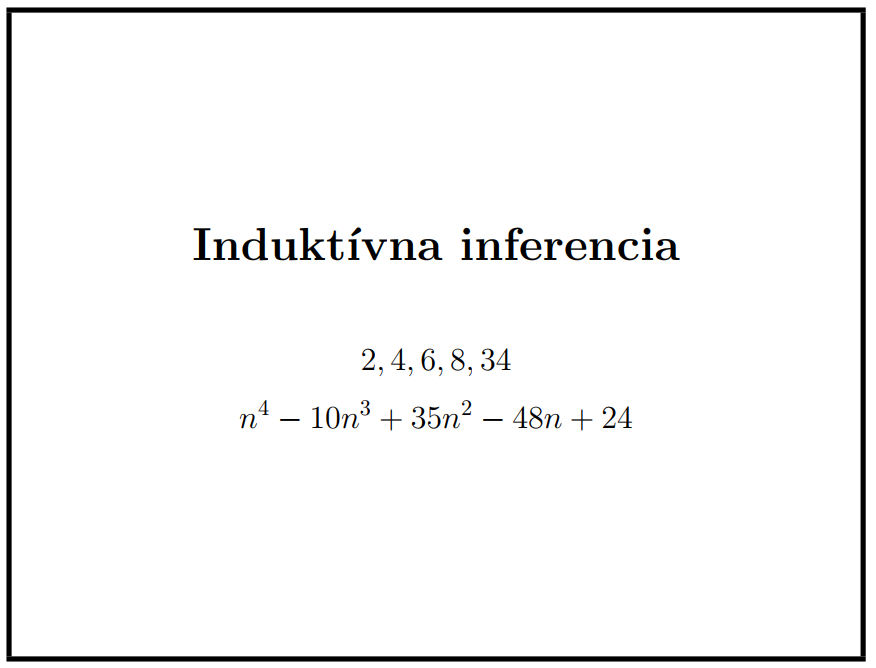 Induktívna inferencia
2, 4, 6, 8, 34
n⁴ − 10n³ + 35n² − 48n + 24